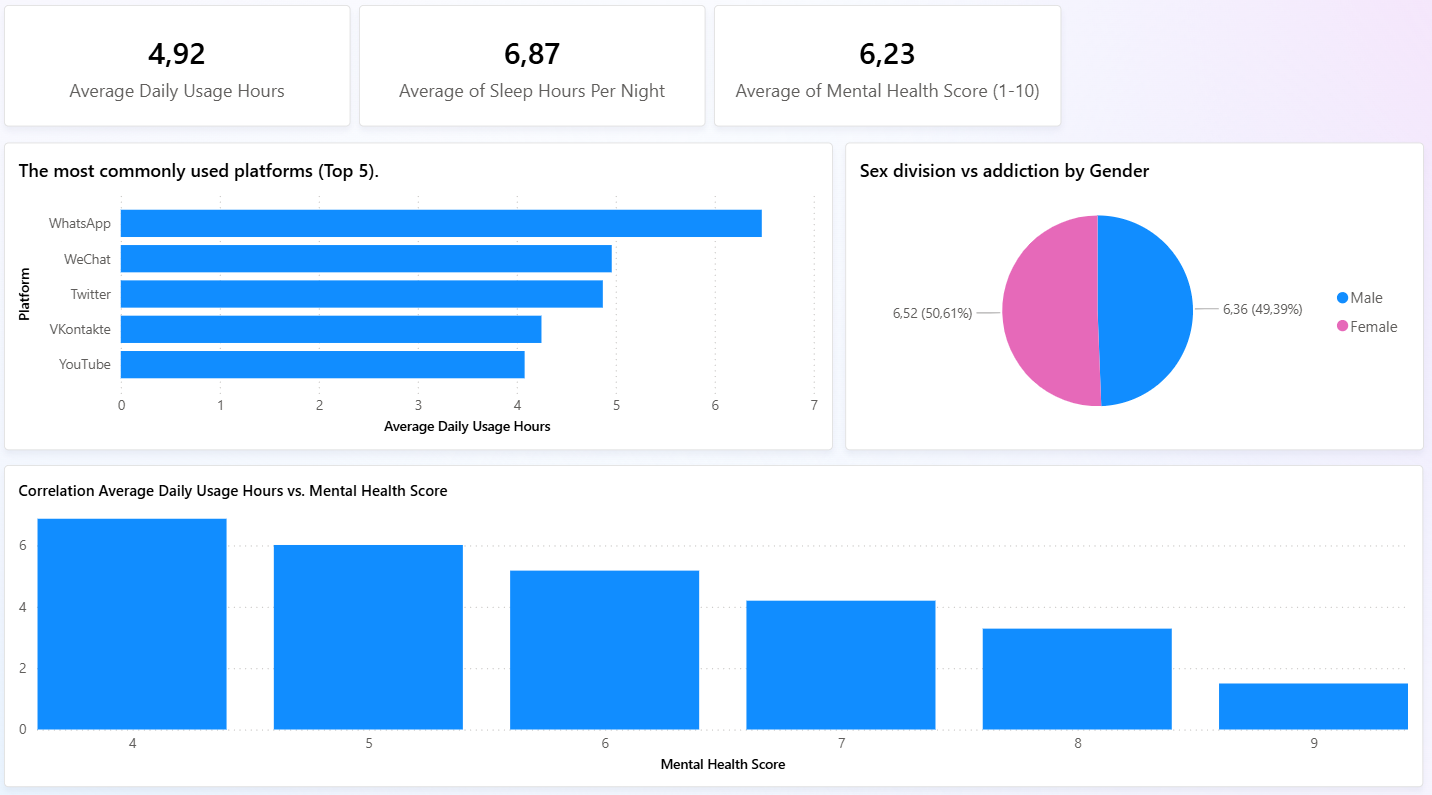 4,92
Average Daily Usage Hours
6,87
Average of Sleep Hours Per Night
6,23
Average of Mental Health Score (1-10)
The most commonly used platforms (Top 5).
Platform
WhatsApp
WeChat
Twitter
VKontakte
YouTube
0 1 2 3 4 5 6 7
Average Daily Usage Hours
Sex division vs addiction by Gender
6,52 (50,61%)
6,36 (49,39%)
Male
Female
Correlation Average Daily Usage Hours vs. Mental Health Score
6
4
2
0
4 5 6 7 8 9
Mental Health Score